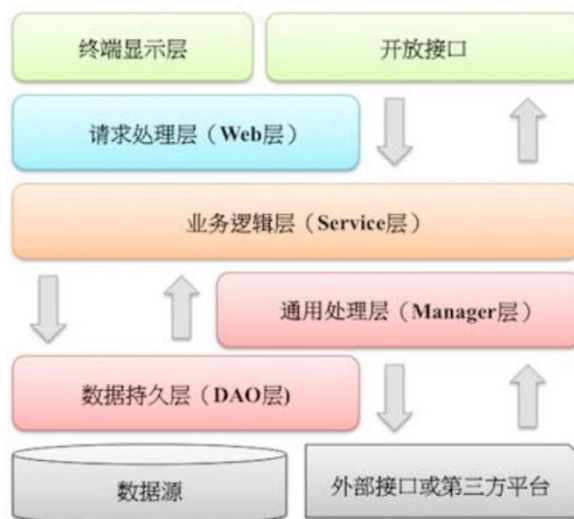 终端显示层
开放接口
请求处理层（Web层）
业务逻辑层（Service层）
通用处理层（Manager层）
数据持久层（DAO层)
数据源
外部接口或第三方平台